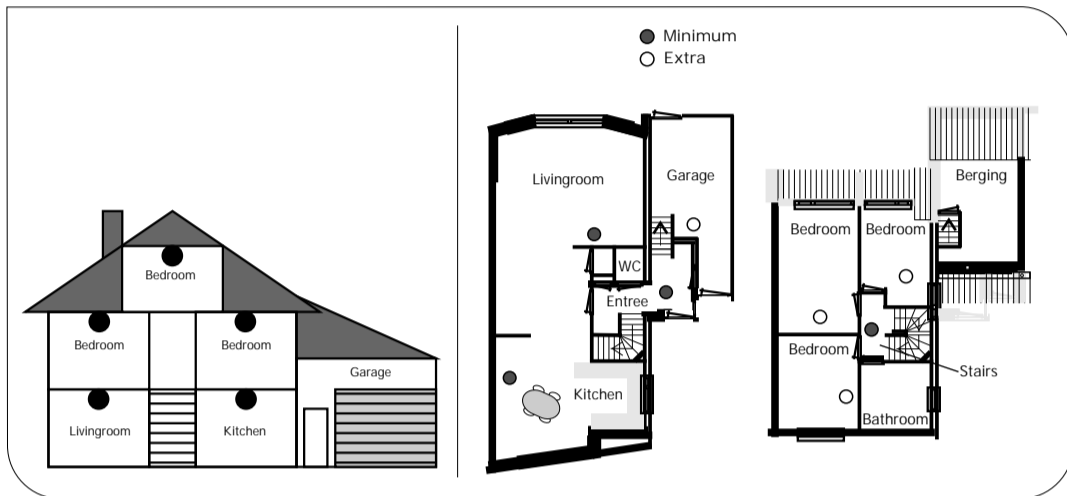 Minimum
Extra
Bedroom
Bedroom
Bedroom
Garage
Livingroom
Kitchen
Livingroom
Garage
WC
Entree
Kitchen
Berging
Bedroom
Bedroom
Bedroom
Stairs
Bathroom